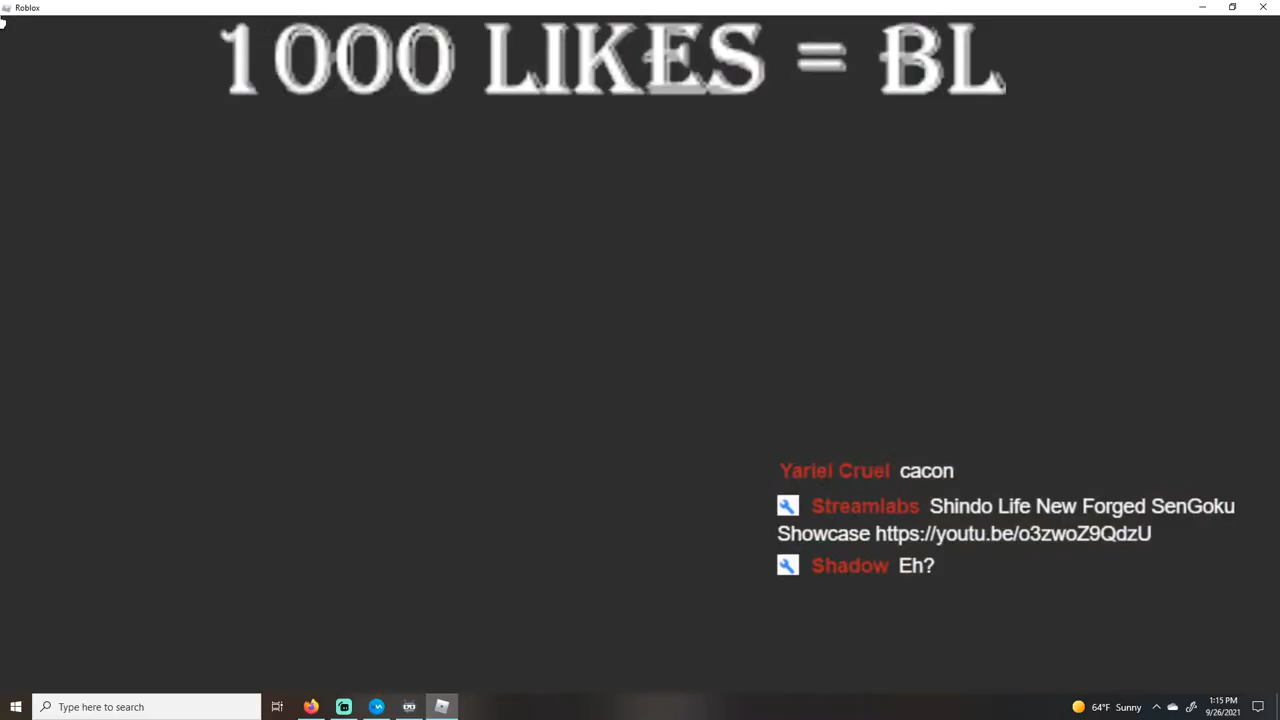 Roblox
1000 LIKES = BL
Yariel Cruel cacon
Streamlabs Shindo Life New Forged SenGoku
Showcase https://youtu.be/o3zwoZ9QdzU
Shadow Eh?
Type here to search
64°F Sunny
1:15 PM
9/26/2021